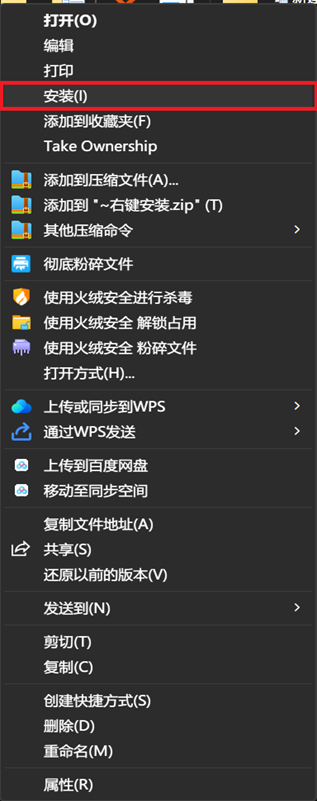 打开(O)
编辑
打印
安装(I)
添加到收藏夹(F)
Take Ownership
添加到压缩文件(A)...
添加到 "~右键安装.zip" (T)
其他压缩命令
彻底粉碎文件
使用火绒安全进行杀毒
使用火绒安全 解锁占用
使用火绒安全 粉碎文件
打开方式(H)...
上传或同步到WPS
通过WPS发送
上传到百度网盘
移动至同步空间
复制文件地址(A)
共享(S)
还原以前的版本(V)
发送到(N)
剪切(T)
复制(C)
创建快捷方式(S)
删除(D)
重命名(M)
属性(R)